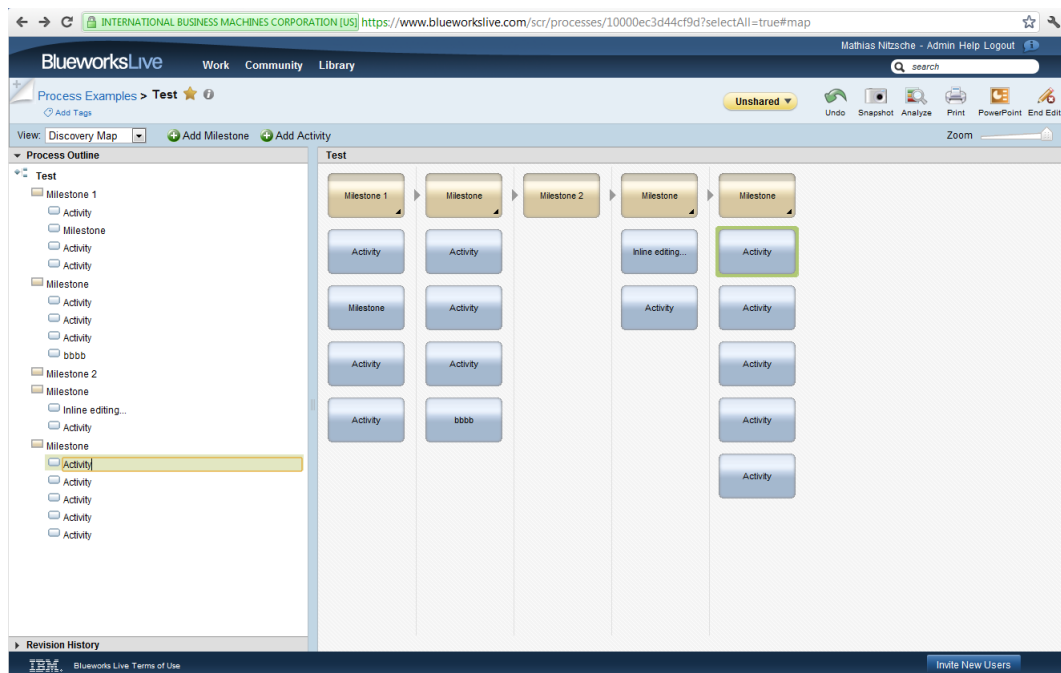 INTERNATIONAL BUSINESS MACHINES CORPORATION [US] https://www.blueworkslive.com/scr/processes/10000ec3d44cf9d?selectAll=true#map
Mathias Nitzsche - Admin Help Logout
BlueworksLive Work Community Library
search
Process Examples > Test
Add Tags
Unshared
Undo Snapshot Analyze Print PowerPoint End Edit
View: Discovery Map Add Milestone Add Activity
Zoom
Process Outline
Test
Milestone 1
Activity
Milestone
Activity
Activity
Milestone
Activity
Activity
Activity
bbbb
Milestone 2
Milestone
Inline editing...
Activity
Milestone
Activity
Activity
Activity
Activity
Activity
Revision History
Test
Milestone 1 Milestone Milestone 2 Milestone Milestone
Activity Activity Inline editing... Activity
Milestone Activity Activity Activity
Activity Activity Activity
Activity bbbb Activity
Activity
IBM. Blueworks Live Terms of Use
Invite New Users